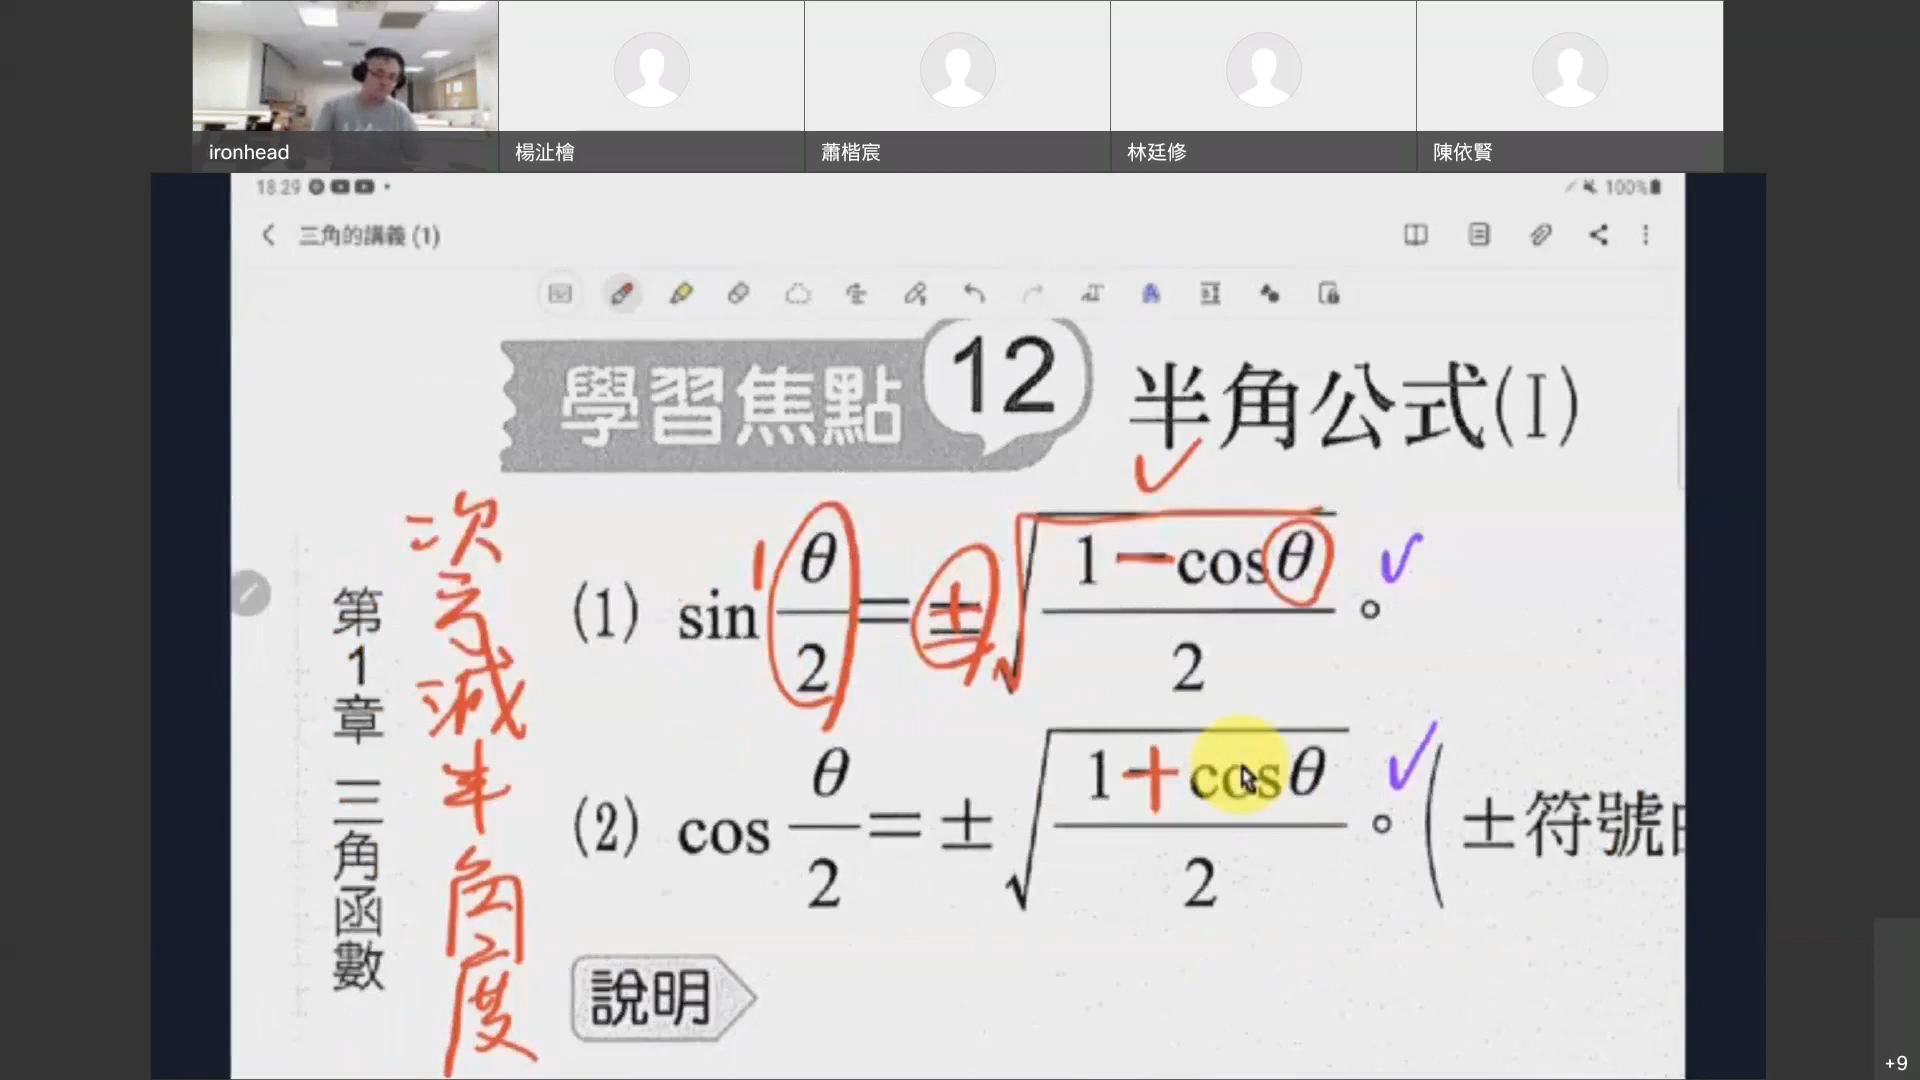 ironhead
楊沚檜
蕭楷宸
林廷修
陳依賢
18:29
100%
三角的講義 (1)
學習焦點 12 半角公式(I)
(1) sin θ/2 = ±√((1-cosθ)/2)。
(2) cos θ/2 = ±√((1+cosθ)/2)。(±符號
說明
第1章 三角函數
次方減半角度
+9